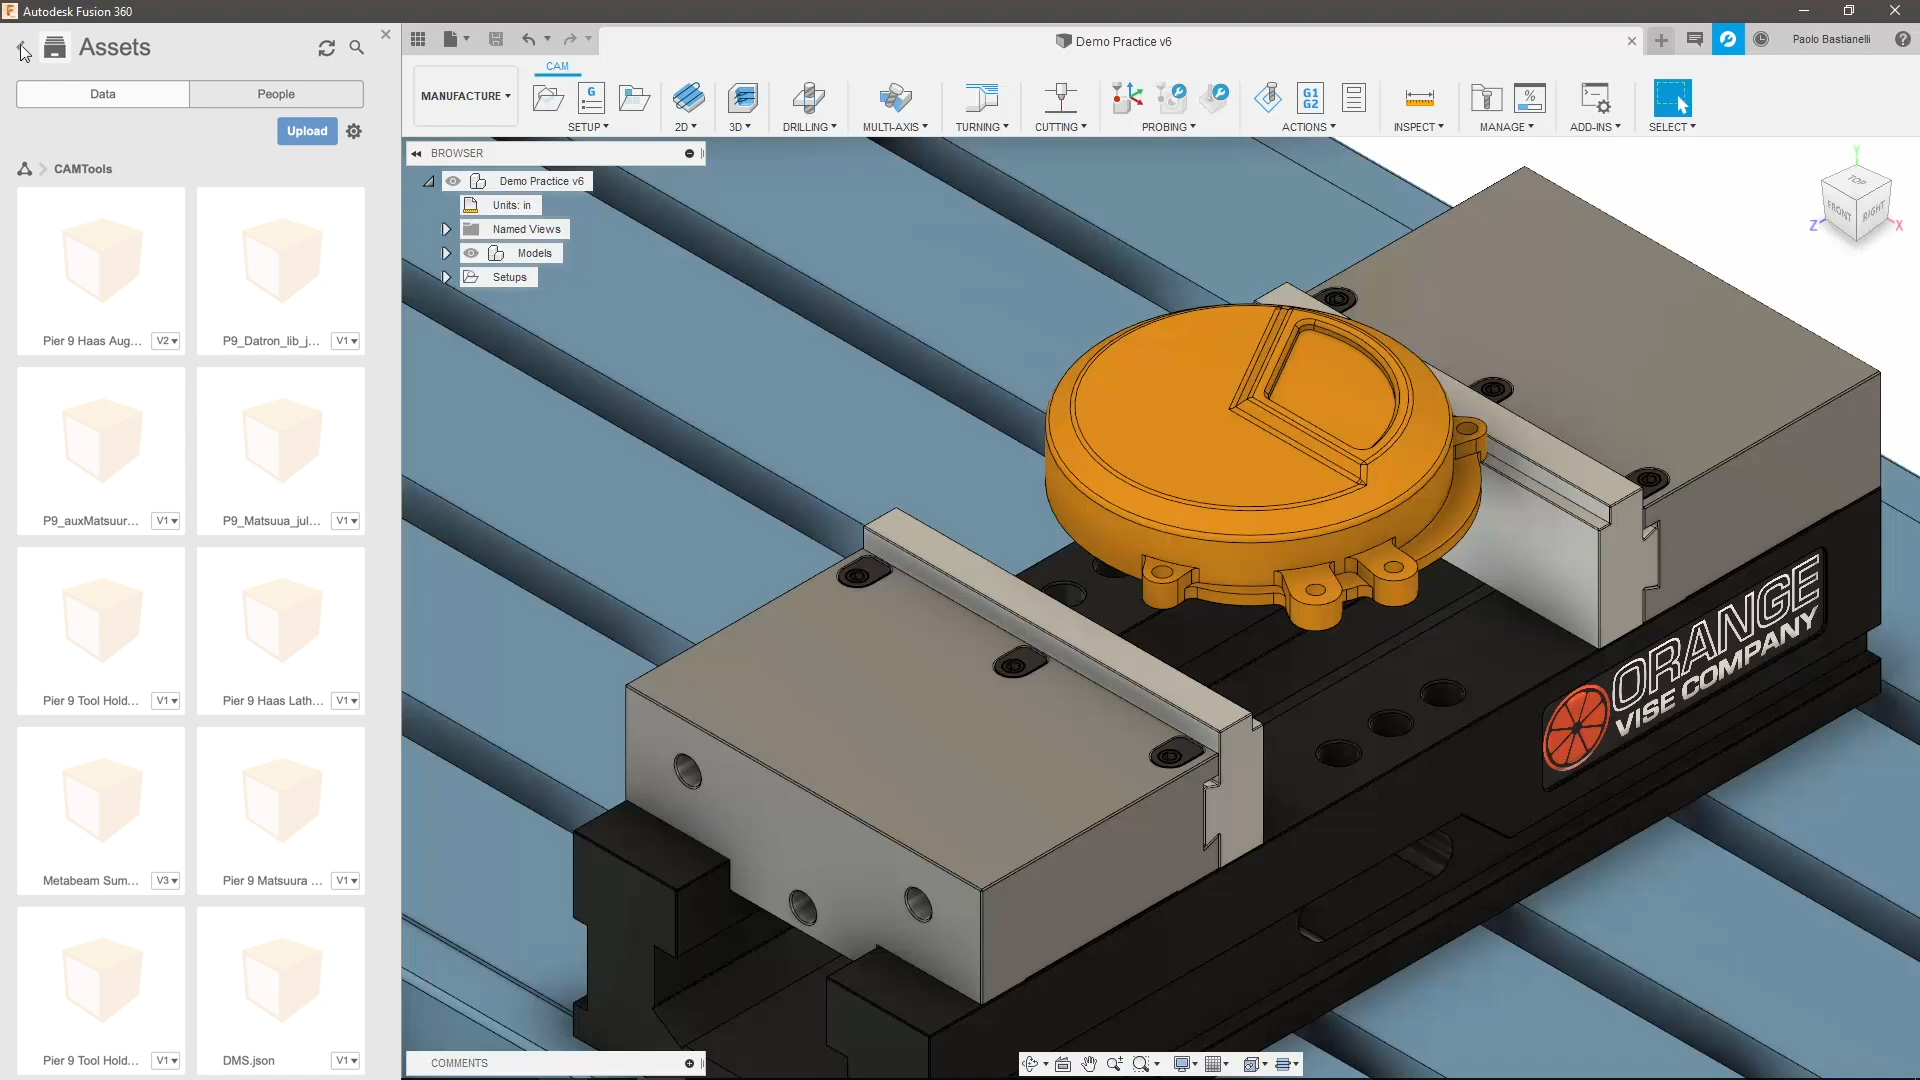 Autodesk Fusion 360
Assets
Data
People
Upload
CAMTools
Pier 9 Haas Aug...
V2
P9_Datron_lib_j...
V1
P9_auxMatsuur...
V1
P9_Matsuua_jul...
V1
Pier 9 Tool Hold...
V1
Pier 9 Haas Lath...
V1
Metabeam Sum...
V3
Pier 9 Matsuura ...
V1
Pier 9 Tool Hold...
V1
DMS.json
V1
Demo Practice v6
Paolo Bastianelli
MANUFACTURE
CAM
G
G1
G2
%
SETUP
2D
3D
DRILLING
MULTI-AXIS
TURNING
CUTTING
PROBING
ACTIONS
INSPECT
MANAGE
ADD-INS
SELECT
BROWSER
Demo Practice v6
Units: in
Named Views
Models
Setups
Y
TOP
FRONT
RIGHT
Z
X
ORANGE
VISE COMPANY
COMMENTS